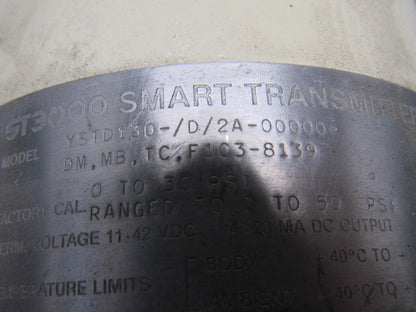 ST3000 SMART TRANSMITTER
YSTD130-/D/2A-00000-
MODEL DM,MB,TC,F1C3-8139
0 TO 35 PSI
FACTORY CAL. RANGED TO 0 TO 50 PSI
TERM. VOLTAGE 11-42 VDC 4-20 MA DC OUTPUT
TEMPERATURE LIMITS BODY -40°C TO +
AMBIENT -40°C TO +